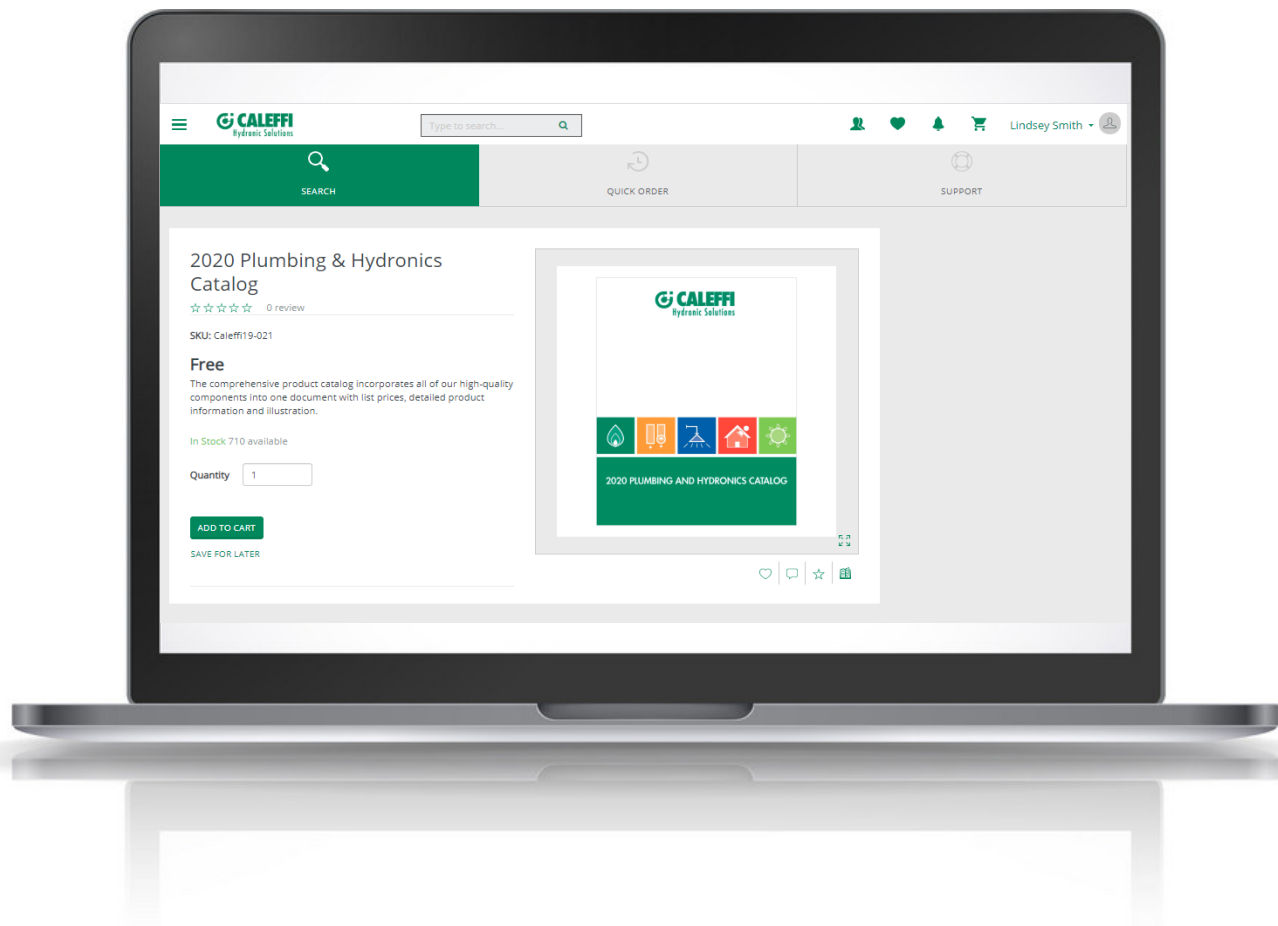 CALEFFI
Hydronic Solutions
Type to search...
Lindsey Smith
SEARCH
QUICK ORDER
SUPPORT
2020 Plumbing & Hydronics
Catalog
0 review
SKU: Caleffi19-021
Free
The comprehensive product catalog incorporates all of our high-quality
components into one document with list prices, detailed product
information and illustration.
In Stock 710 available
Quantity 1
ADD TO CART
SAVE FOR LATER
CALEFFI
Hydronic Solutions
2020 PLUMBING AND HYDRONICS CATALOG